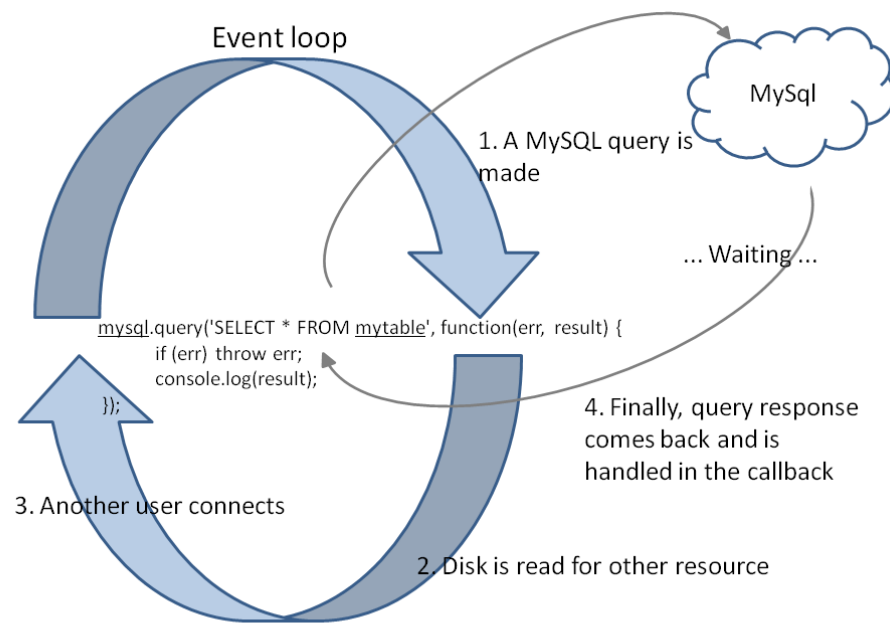 Event loop
MySql
1. A MySQL query is
made
... Waiting ...
mysql.query('SELECT * FROM mytable', function(err, result) {
if (err) throw err;
console.log(result);
});
4. Finally, query response
comes back and is
handled in the callback
3. Another user connects
2. Disk is read for other resource